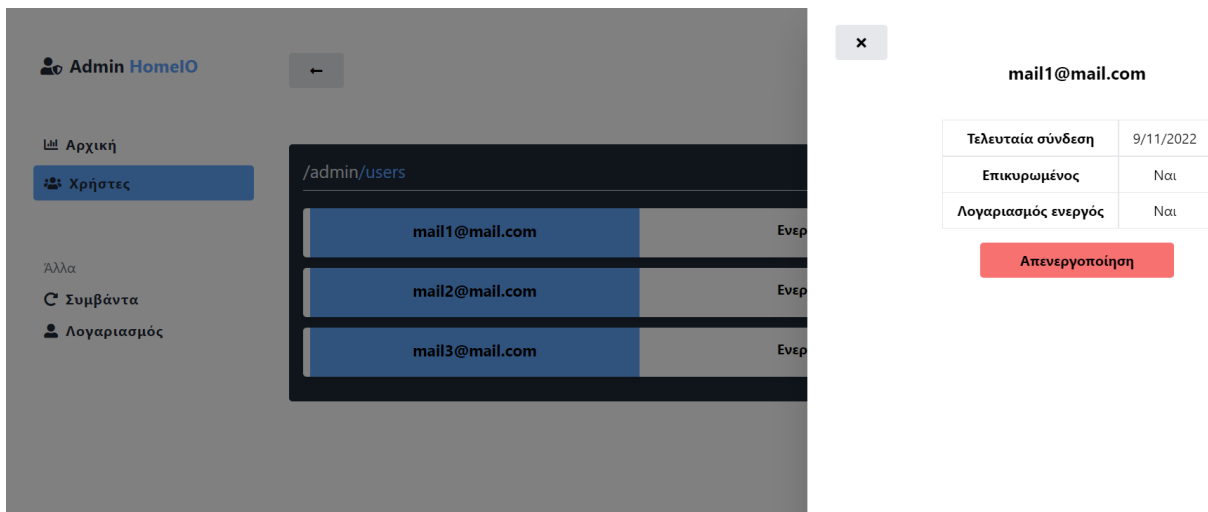 Admin HomeIO
Αρχική
Χρήστες
Άλλα
Συμβάντα
Λογαριασμός
/admin/users
mail1@mail.com
mail2@mail.com
mail3@mail.com
mail1@mail.com
Τελευταία σύνδεση 9/11/2022
Επικυρωμένος Ναι
Λογαριασμός ενεργός Ναι
Απενεργοποίηση